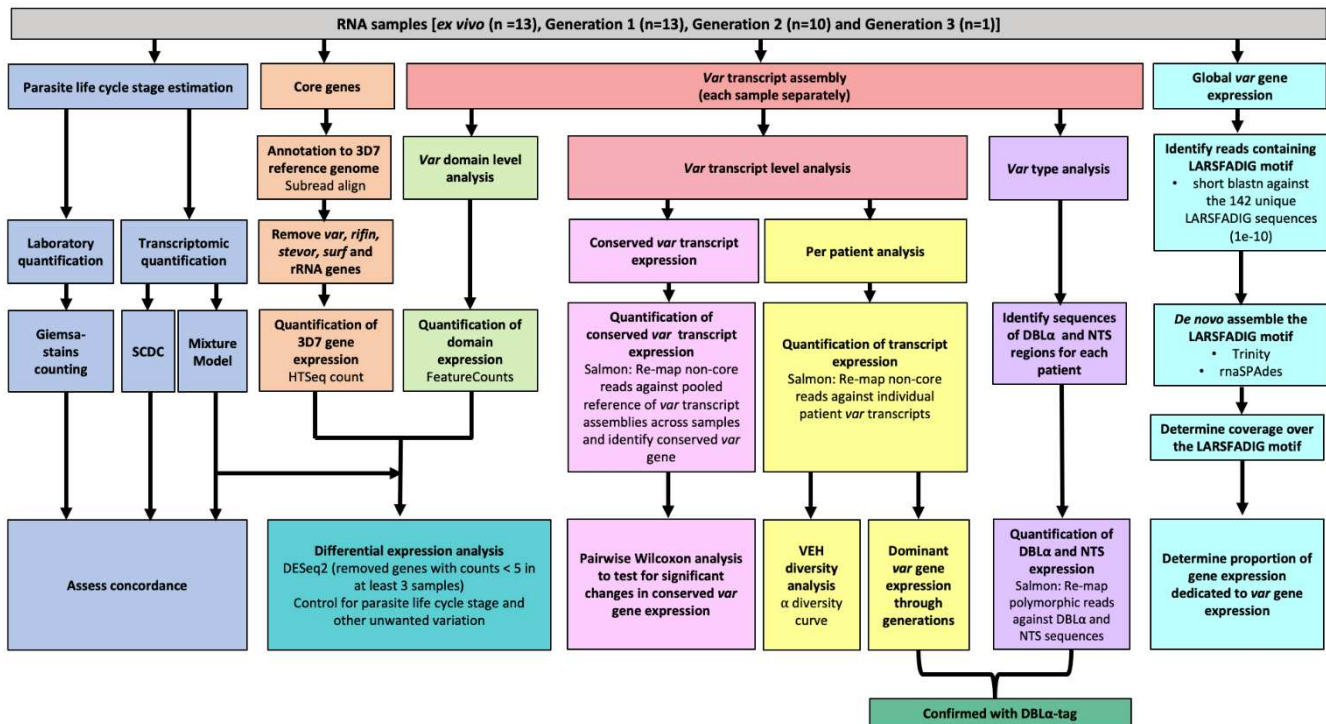 RNA samples [ex vivo (n =13), Generation 1 (n=13), Generation 2 (n=10) and Generation 3 (n=1)]
Parasite life cycle stage estimation
Core genes
Var transcript assembly
(each sample separately)
Global var gene
expression
Annotation to 3D7
reference genome
Subread align
Var domain level
analysis
Var transcript level analysis
Var type analysis
Identify reads containing
LARSFADIG motif
• short blastn against
the 142 unique
LARSFADIG sequences
(1e-10)
Laboratory
quantification
Transcriptomic
quantification
Remove var, rifin,
stevor, surf and
rRNA genes
Conserved var transcript
expression
Per patient analysis
Giemsa-
stains
counting
SCDC
Mixture
Model
Quantification of
3D7 gene
expression
HTSeq count
Quantification of
domain
expression
FeatureCounts
Quantification of
conserved var transcript
expression
Salmon: Re-map non-core
reads against pooled
reference of var transcript
assemblies across samples
and identify conserved var
gene
Quantification of transcript
expression
Salmon: Re-map non-core
reads against individual
patient var transcripts
Identify sequences
of DBLα and NTS
regions for each
patient
De novo assemble the
LARSFADIG motif
• Trinity
• rnaSPAdes
Determine coverage over
the LARSFADIG motif
Assess concordance
Differential expression analysis
DESeq2 (removed genes with counts < 5 in
at least 3 samples)
Control for parasite life cycle stage and
other unwanted variation
Pairwise Wilcoxon analysis
to test for significant
changes in conserved var
gene expression
VEH
diversity
analysis
α diversity
curve
Dominant
var gene
expression
through
generations
Quantification of
DBLα and NTS
expression
Salmon: Re-map
polymorphic reads
against DBLα and
NTS sequences
Determine proportion of
gene expression
dedicated to var gene
expression
Confirmed with DBLα-tag